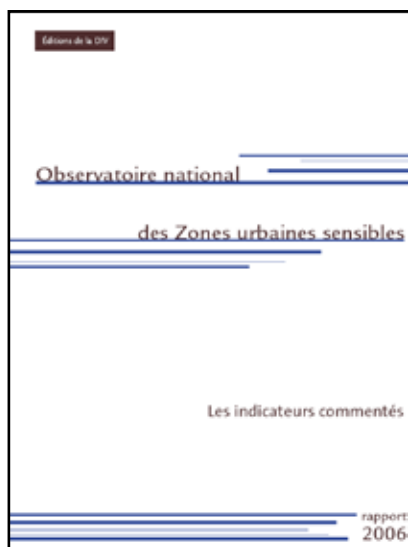 Éditions de la DIV
Observatoire national
des Zones urbaines sensibles
Les indicateurs commentés
rapport
2006